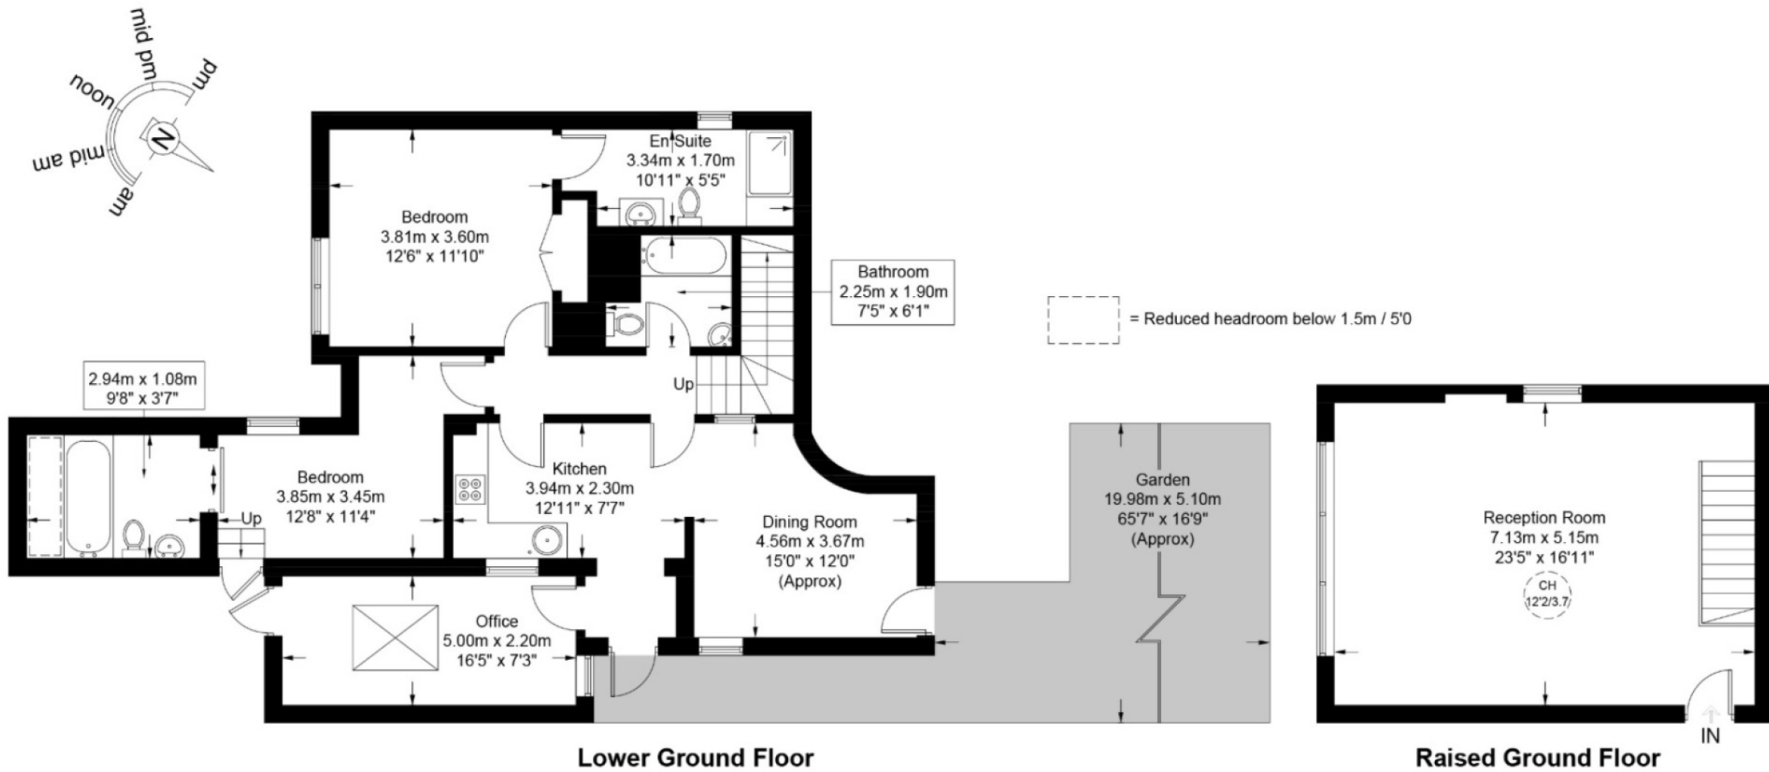 mid pm
pm
noon
mid am
am
N
En Suite
3.34m x 1.70m
10'11" x 5'5"
Bedroom
3.81m x 3.60m
12'6" x 11'10"
Bathroom
2.25m x 1.90m
7'5" x 6'1"
= Reduced headroom below 1.5m / 5'0
2.94m x 1.08m
9'8" x 3'7"
Up
Bedroom
3.85m x 3.45m
12'8" x 11'4"
Up
Kitchen
3.94m x 2.30m
12'11" x 7'7"
Dining Room
4.56m x 3.67m
15'0" x 12'0"
(Approx)
Garden
19.98m x 5.10m
65'7" x 16'9"
(Approx)
Office
5.00m x 2.20m
16'5" x 7'3"
Reception Room
7.13m x 5.15m
23'5" x 16'11"
CH
12'2/3.7
IN
Lower Ground Floor
Raised Ground Floor